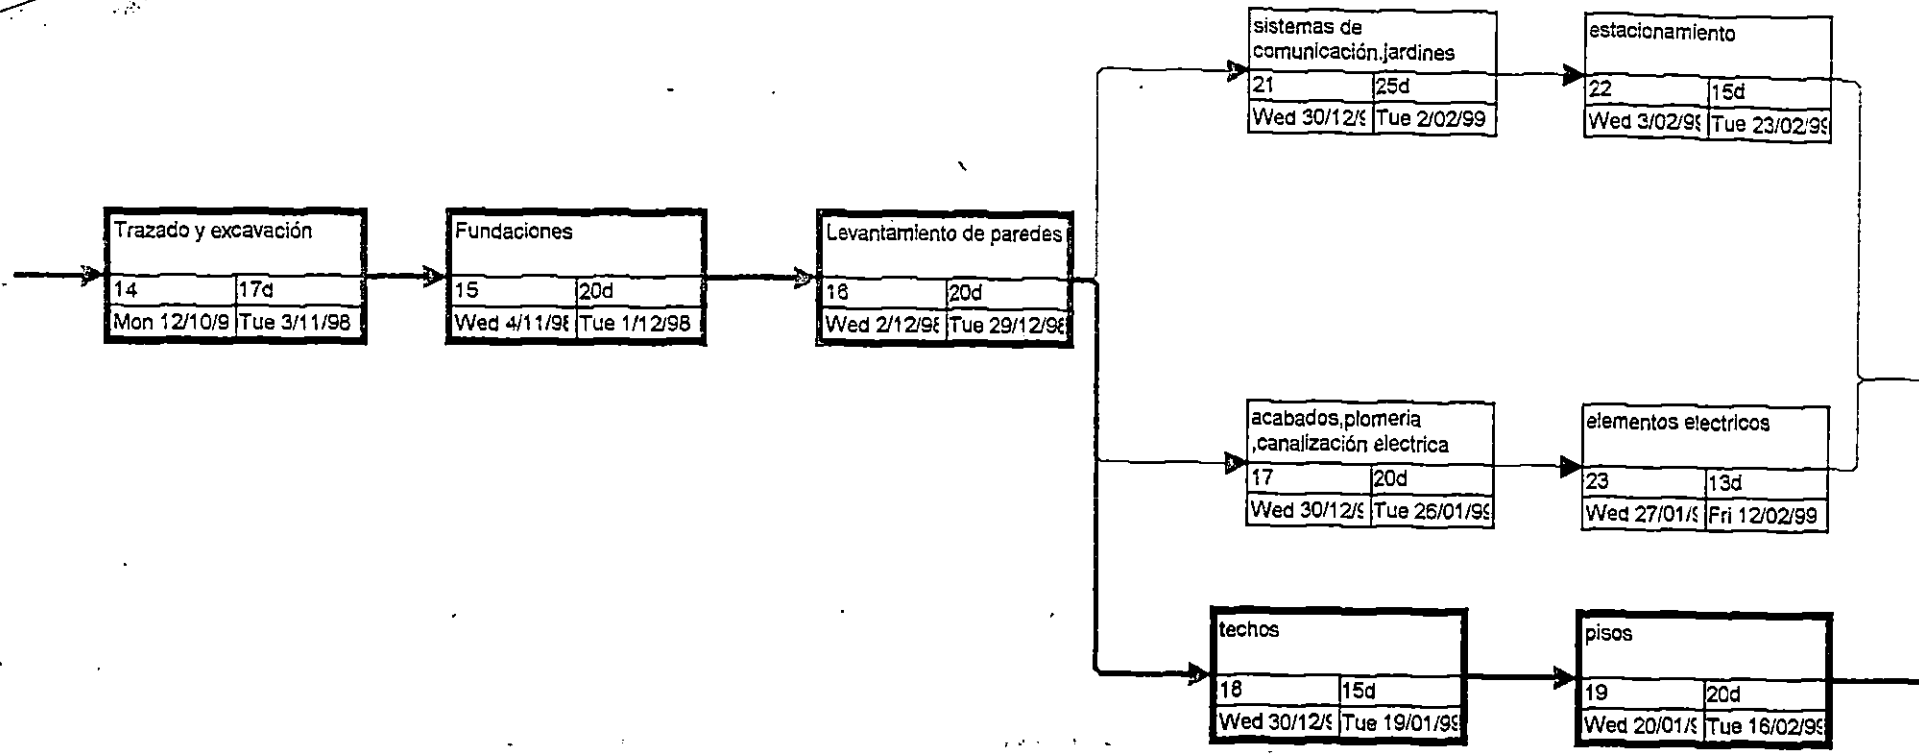 sistemas de
comunicación,jardines
21 25d
Wed 30/12/9 Tue 2/02/99
estacionamiento
22 15d
Wed 3/02/99 Tue 23/02/99
Trazado y excavación
14 17d
Mon 12/10/9 Tue 3/11/98
Fundaciones
15 20d
Wed 4/11/98 Tue 1/12/98
Levantamiento de paredes
16 20d
Wed 2/12/98 Tue 29/12/98
acabados,plomeria
,canalización electrica
17 20d
Wed 30/12/9 Tue 26/01/99
elementos electricos
23 13d
Wed 27/01/9 Fri 12/02/99
techos
18 15d
Wed 30/12/9 Tue 19/01/99
pisos
19 20d
Wed 20/01/9 Tue 16/02/99